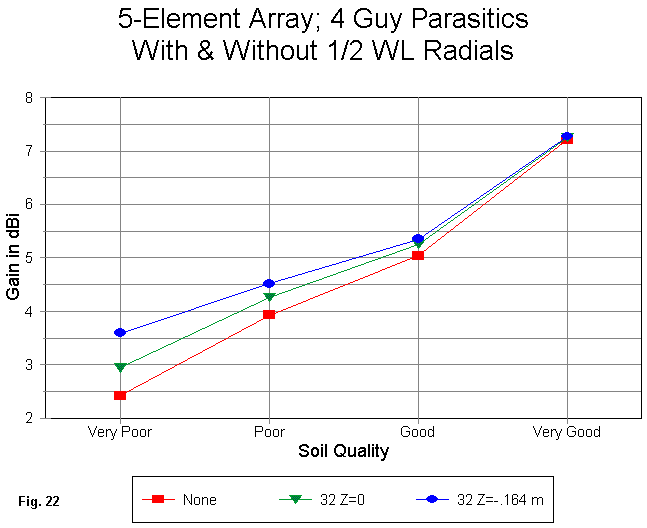 5-Element Array; 4 Guy Parasitics
With & Without 1/2 WL Radials
8
7
6
5
4
3
2
Gain in dBi
Very Poor
Poor
Good
Very Good
Soil Quality
Fig. 22
None
32 Z=0
32 Z=-.164 m